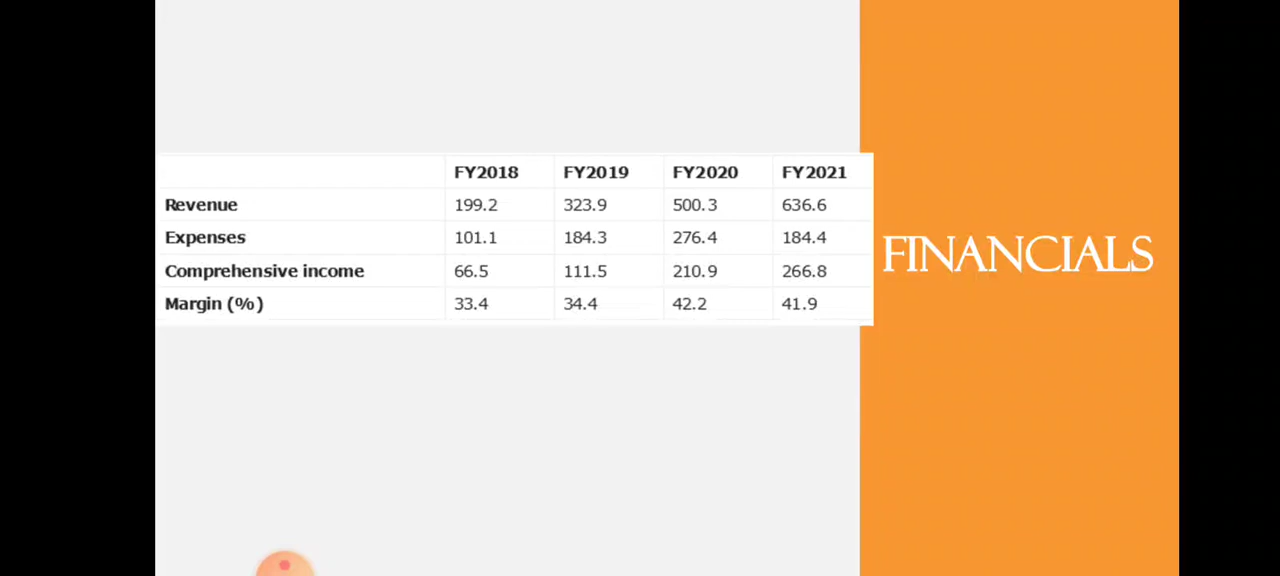 FY2018 FY2019 FY2020 FY2021
Revenue 199.2 323.9 500.3 636.6
Expenses 101.1 184.3 276.4 184.4
Comprehensive income 66.5 111.5 210.9 266.8
Margin (%) 33.4 34.4 42.2 41.9
FINANCIALS